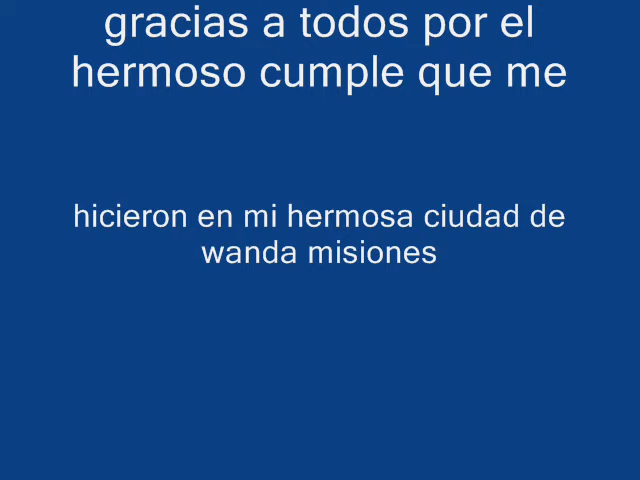 gracias a todos por el
hermoso cumple que me
hicieron en mi hermosa ciudad de
wanda misiones